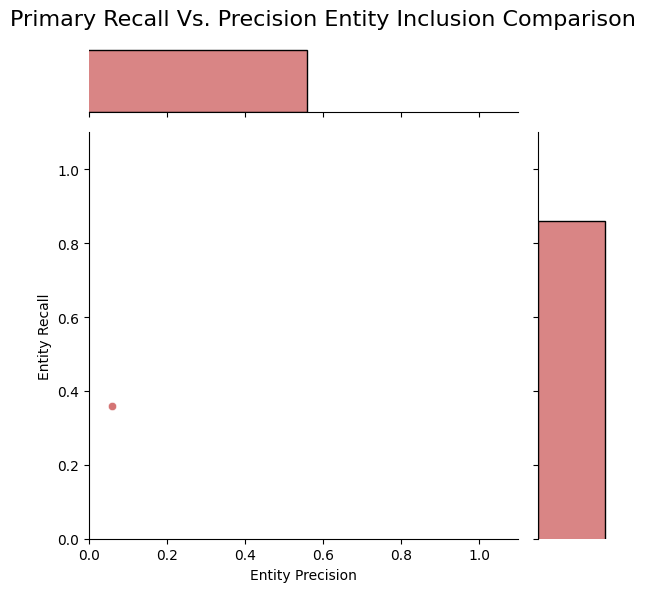 Primary Recall Vs. Precision Entity Inclusion Comparison
1.0
0.8
0.6
0.4
0.2
0.0
Entity Recall
0.0 0.2 0.4 0.6 0.8 1.0
Entity Precision